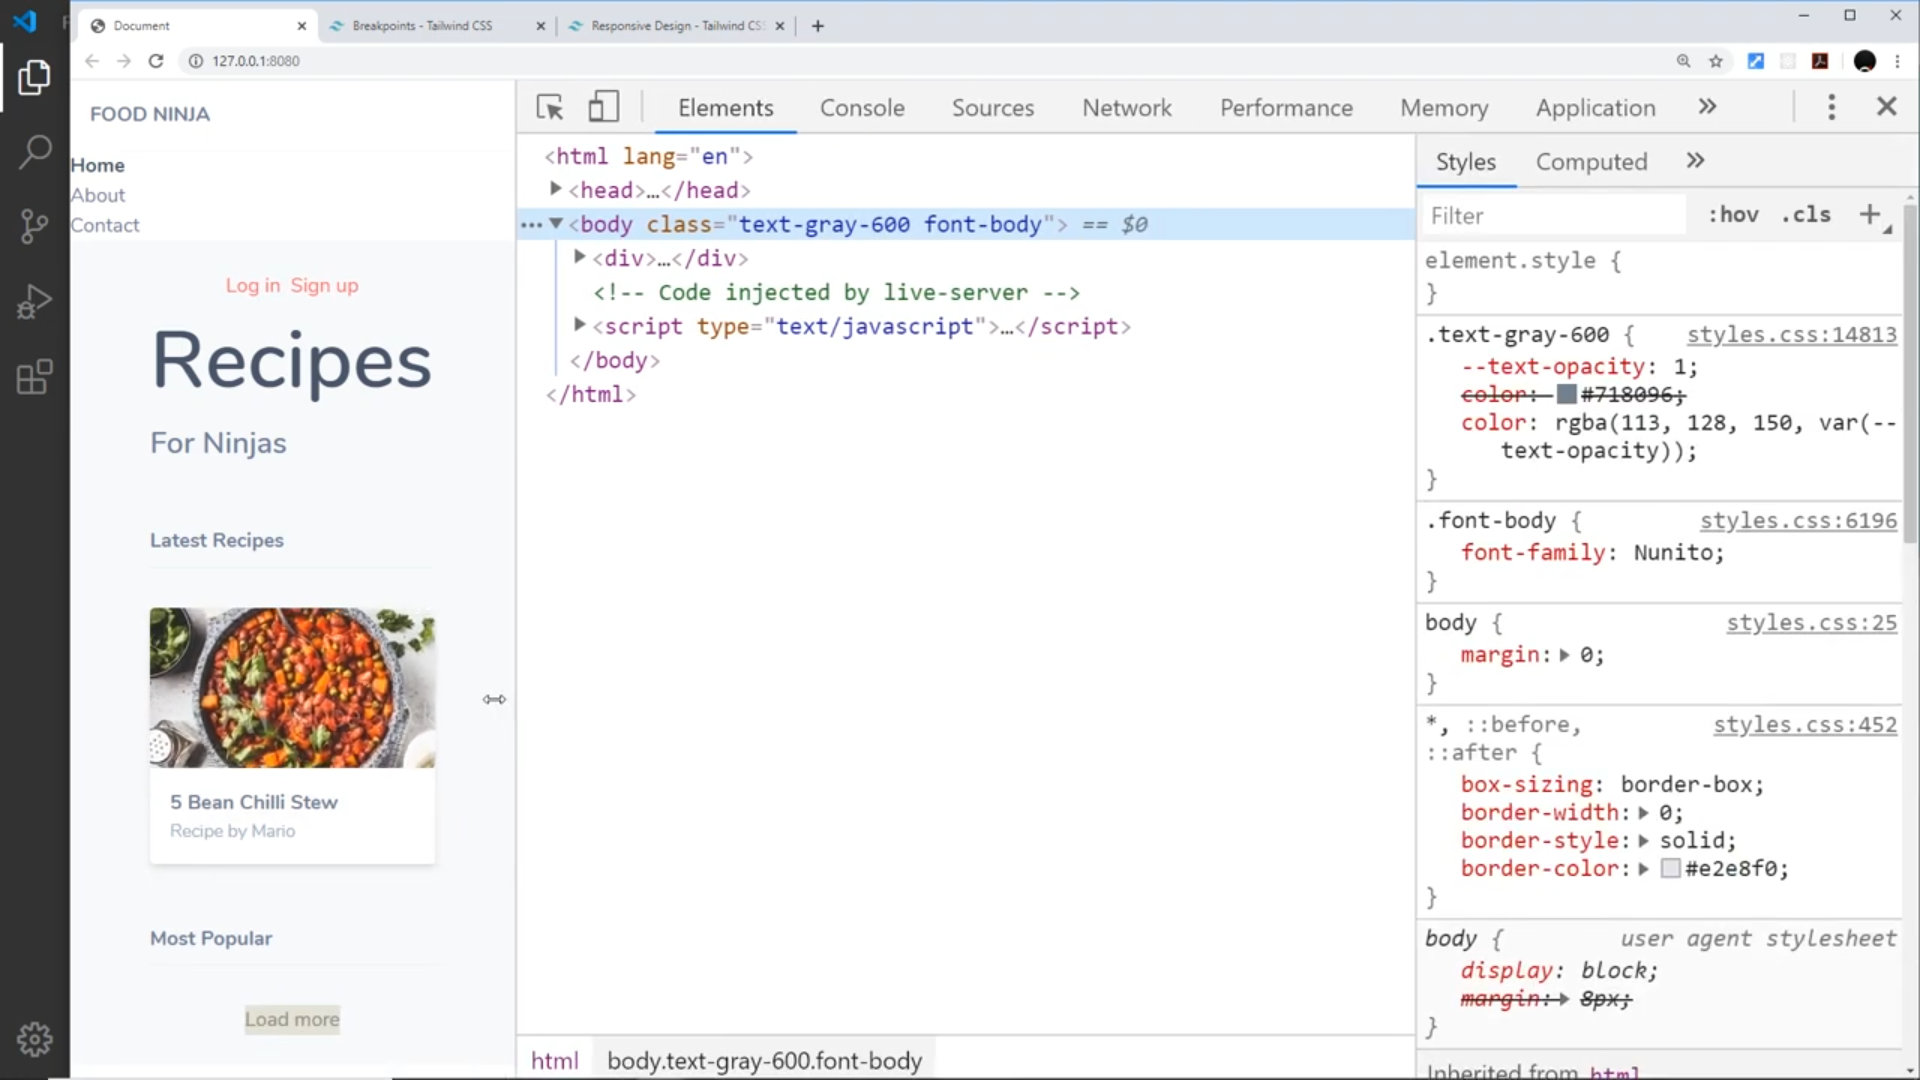 Document
Breakpoints - Tailwind CSS
Responsive Design - Tailwind CSS
127.0.0.1:8080
FOOD NINJA
Home
About
Contact
Log in Sign up
Recipes
For Ninjas
Latest Recipes
5 Bean Chilli Stew
Recipe by Mario
Most Popular
Load more
Elements
Console
Sources
Network
Performance
Memory
Application
<html lang="en">
<head>…</head>
<body class="text-gray-600 font-body"> == $0
<div>…</div>
<!-- Code injected by live-server -->
<script type="text/javascript">…</script>
</body>
</html>
html body.text-gray-600.font-body
Styles Computed
Filter :hov .cls
element.style {
}
.text-gray-600 { styles.css:14813
--text-opacity: 1;
color: #718096;
color: rgba(113, 128, 150, var(--
text-opacity));
}
.font-body { styles.css:6196
font-family: Nunito;
}
body { styles.css:25
margin: 0;
}
*, ::before, styles.css:452
::after {
box-sizing: border-box;
border-width: 0;
border-style: solid;
border-color: #e2e8f0;
}
body { user agent stylesheet
display: block;
margin: 8px;
}
Inherited from html